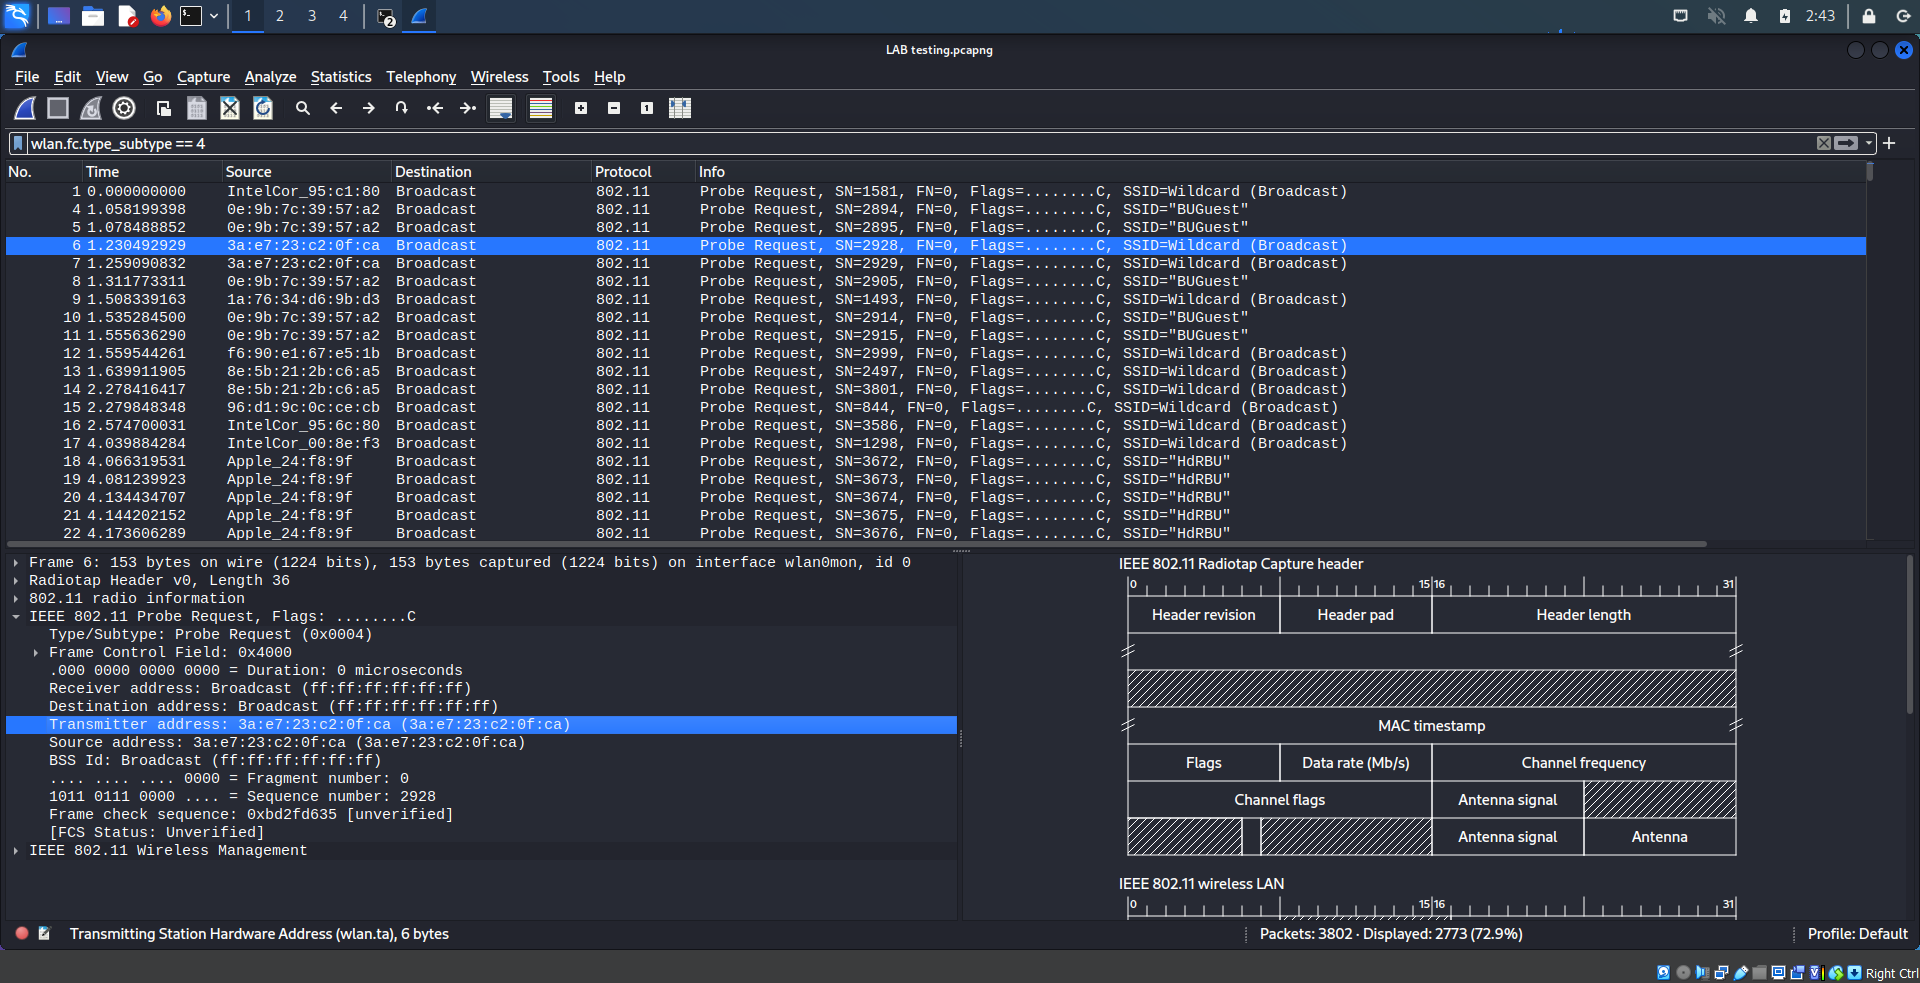 1 2 3 4 2 2:43
LAB testing.pcapng
File Edit View Go Capture Analyze Statistics Telephony Wireless Tools Help
wlan.fc.type_subtype == 4
No. Time Source Destination Protocol Info
1 0.000000000 IntelCor_95:c1:80 Broadcast 802.11 Probe Request, SN=1581, FN=0, Flags=........C, SSID=Wildcard (Broadcast)
4 1.058199398 0e:9b:7c:39:57:a2 Broadcast 802.11 Probe Request, SN=2894, FN=0, Flags=........C, SSID="BUGuest"
5 1.078488852 0e:9b:7c:39:57:a2 Broadcast 802.11 Probe Request, SN=2895, FN=0, Flags=........C, SSID="BUGuest"
6 1.230492929 3a:e7:23:c2:0f:ca Broadcast 802.11 Probe Request, SN=2928, FN=0, Flags=........C, SSID=Wildcard (Broadcast)
7 1.259090832 3a:e7:23:c2:0f:ca Broadcast 802.11 Probe Request, SN=2929, FN=0, Flags=........C, SSID=Wildcard (Broadcast)
8 1.311773311 0e:9b:7c:39:57:a2 Broadcast 802.11 Probe Request, SN=2905, FN=0, Flags=........C, SSID="BUGuest"
9 1.508339163 1a:76:34:d6:9b:d3 Broadcast 802.11 Probe Request, SN=1493, FN=0, Flags=........C, SSID=Wildcard (Broadcast)
10 1.535284500 0e:9b:7c:39:57:a2 Broadcast 802.11 Probe Request, SN=2914, FN=0, Flags=........C, SSID="BUGuest"
11 1.555636290 0e:9b:7c:39:57:a2 Broadcast 802.11 Probe Request, SN=2915, FN=0, Flags=........C, SSID="BUGuest"
12 1.559544261 f6:90:e1:67:e5:1b Broadcast 802.11 Probe Request, SN=2999, FN=0, Flags=........C, SSID=Wildcard (Broadcast)
13 1.639911905 8e:5b:21:2b:c6:a5 Broadcast 802.11 Probe Request, SN=2497, FN=0, Flags=........C, SSID=Wildcard (Broadcast)
14 2.278416417 8e:5b:21:2b:c6:a5 Broadcast 802.11 Probe Request, SN=3801, FN=0, Flags=........C, SSID=Wildcard (Broadcast)
15 2.279848348 96:d1:9c:0c:ce:cb Broadcast 802.11 Probe Request, SN=844, FN=0, Flags=........C, SSID=Wildcard (Broadcast)
16 2.574700031 IntelCor_95:6c:80 Broadcast 802.11 Probe Request, SN=3586, FN=0, Flags=........C, SSID=Wildcard (Broadcast)
17 4.039884284 IntelCor_00:8e:f3 Broadcast 802.11 Probe Request, SN=1298, FN=0, Flags=........C, SSID=Wildcard (Broadcast)
18 4.066319531 Apple_24:f8:9f Broadcast 802.11 Probe Request, SN=3672, FN=0, Flags=........C, SSID="HdRBU"
19 4.081239923 Apple_24:f8:9f Broadcast 802.11 Probe Request, SN=3673, FN=0, Flags=........C, SSID="HdRBU"
20 4.134434707 Apple_24:f8:9f Broadcast 802.11 Probe Request, SN=3674, FN=0, Flags=........C, SSID="HdRBU"
21 4.144202152 Apple_24:f8:9f Broadcast 802.11 Probe Request, SN=3675, FN=0, Flags=........C, SSID="HdRBU"
22 4.173606289 Apple_24:f8:9f Broadcast 802.11 Probe Request, SN=3676, FN=0, Flags=........C, SSID="HdRBU"
Frame 6: 153 bytes on wire (1224 bits), 153 bytes captured (1224 bits) on interface wlan0mon, id 0
Radiotap Header v0, Length 36
802.11 radio information
IEEE 802.11 Probe Request, Flags: ........C
Type/Subtype: Probe Request (0x0004)
Frame Control Field: 0x4000
.000 0000 0000 0000 = Duration: 0 microseconds
Receiver address: Broadcast (ff:ff:ff:ff:ff:ff)
Destination address: Broadcast (ff:ff:ff:ff:ff:ff)
Transmitter address: 3a:e7:23:c2:0f:ca (3a:e7:23:c2:0f:ca)
Source address: 3a:e7:23:c2:0f:ca (3a:e7:23:c2:0f:ca)
BSS Id: Broadcast (ff:ff:ff:ff:ff:ff)
.... .... .... 0000 = Fragment number: 0
1011 0111 0000 .... = Sequence number: 2928
Frame check sequence: 0xbd2fd635 [unverified]
[FCS Status: Unverified]
IEEE 802.11 Wireless Management
IEEE 802.11 Radiotap Capture header
0 15 16 31
Header revision Header pad Header length
MAC timestamp
Flags Data rate (Mb/s) Channel frequency
Channel flags Antenna signal
Antenna signal Antenna
IEEE 802.11 wireless LAN
0 15 16 31
Transmitting Station Hardware Address (wlan.ta), 6 bytes Packets: 3802 · Displayed: 2773 (72.9%) Profile: Default
Right Ctrl